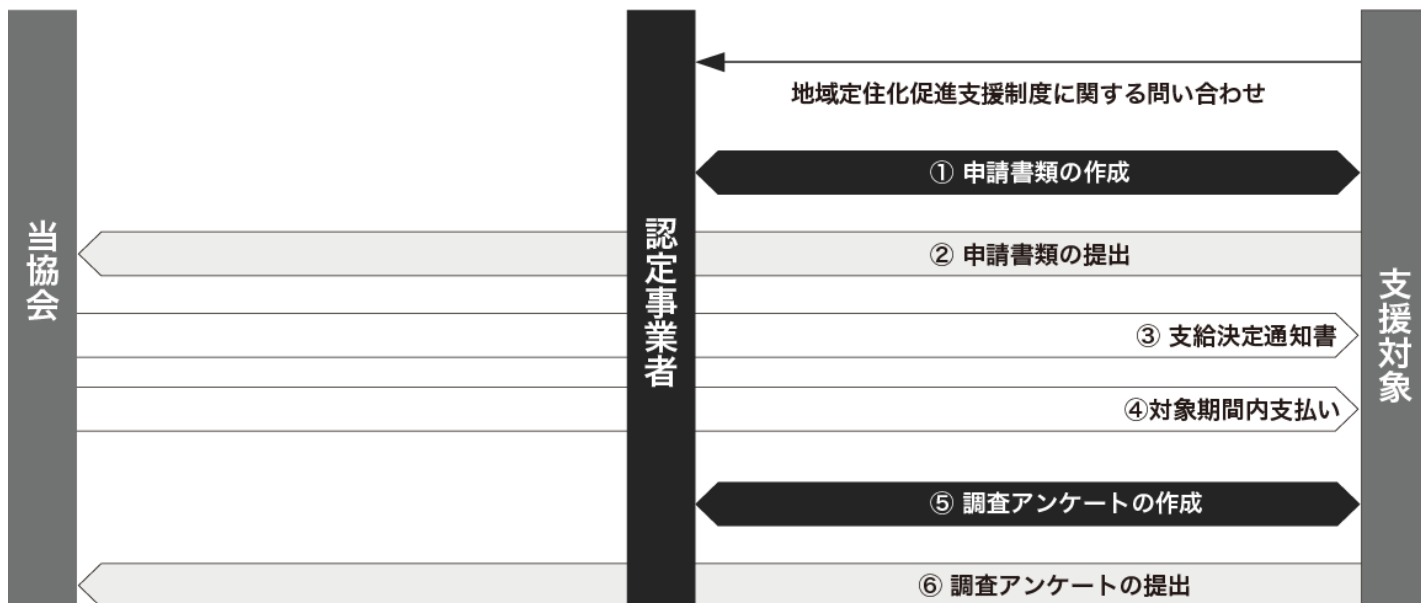 当協会
認定事業者
支援対象
地域定住化促進支援制度に関する問い合わせ
① 申請書類の作成
② 申請書類の提出
③ 支給決定通知書
④対象期間内支払い
⑤ 調査アンケートの作成
⑥ 調査アンケートの提出